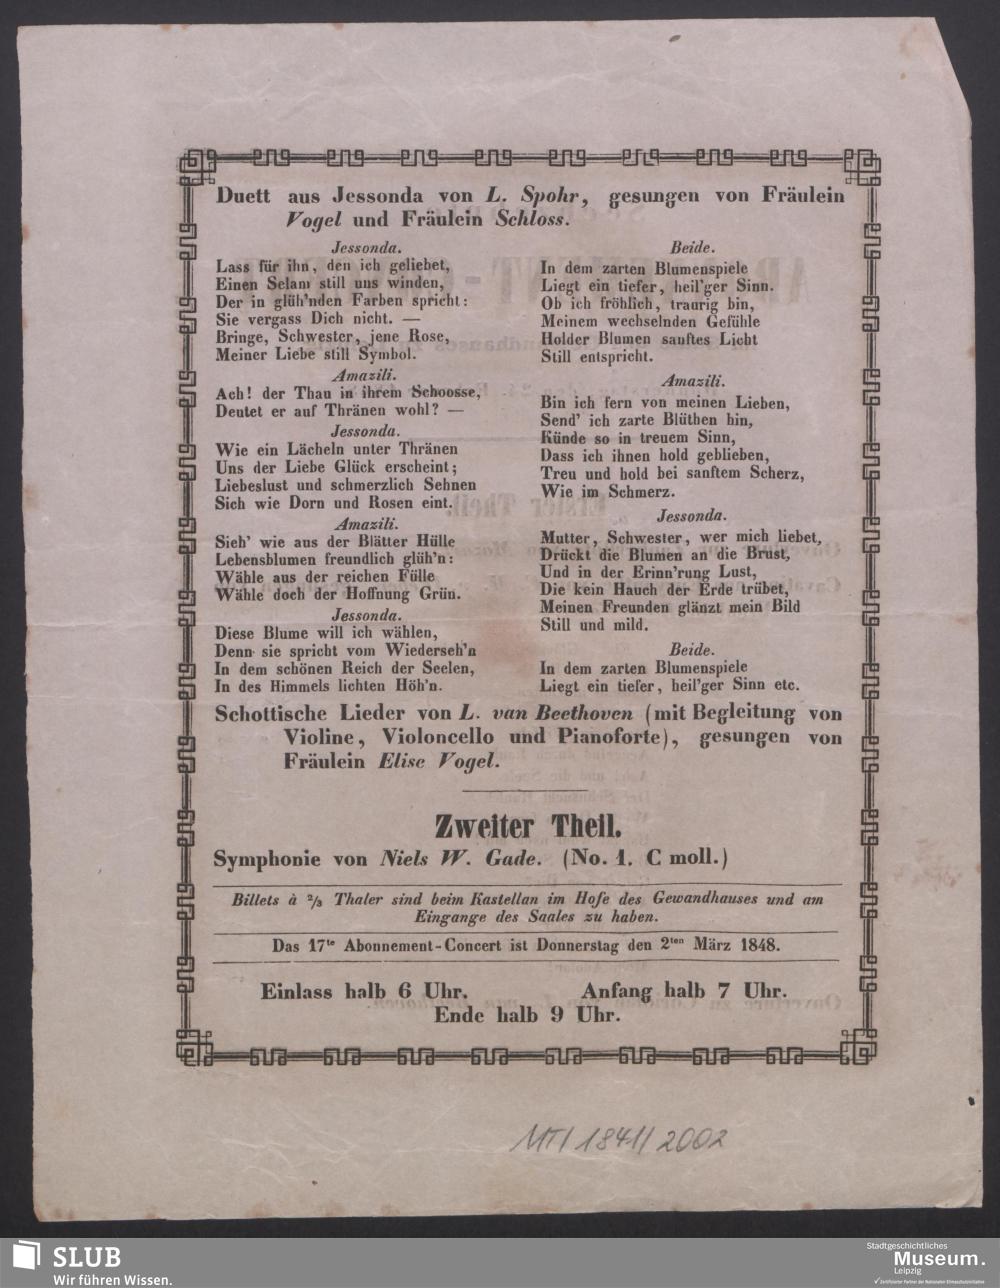 Duett aus Jessonda von L. Spohr, gesungen von Fräulein
Vogel und Fräulein Schloss.
Jessonda.
Lass für ihn, den ich geliebet,
Einen Selam still uns winden,
Der in glüh'nden Farben spricht:
Sie vergass Dich nicht. —
Bringe, Schwester, jene Rose,
Meiner Liebe still Symbol.
Amazili.
Ach! der Thau in ihrem Schoosse,
Deutet er auf Thränen wohl? —
Jessonda.
Wie ein Lächeln unter Thränen
Uns der Liebe Glück erscheint;
Liebeslust und schmerzlich Sehnen
Sich wie Dorn und Rosen eint.
Amazili.
Sieh' wie aus der Blätter Hülle
Lebensblumen freundlich glüh'n:
Wähle aus der reichen Fülle
Wähle doch der Hoffnung Grün.
Jessonda.
Diese Blume will ich wählen,
Denn sie spricht vom Wiederseh'n
In dem schönen Reich der Seelen,
In des Himmels lichten Höh'n.
Beide.
In dem zarten Blumenspiele
Liegt ein tiefer, heil'ger Sinn.
Ob ich fröhlich, traurig bin,
Meinem wechselnden Gefühle
Holder Blumen sanftes Licht
Still entspricht.
Amazili.
Bin ich fern von meinen Lieben,
Send' ich zarte Blüthen hin,
Künde so in treuem Sinn,
Dass ich ihnen hold geblieben,
Treu und hold bei sanftem Scherz,
Wie im Schmerz.
Jessonda.
Mutter, Schwester, wer mich liebet,
Drückt die Blumen an die Brust,
Und in der Erinn'rung Lust,
Die kein Hauch der Erde trübet,
Meinen Freunden glänzt mein Bild
Still und mild.
Beide.
In dem zarten Blumenspiele
Liegt ein tiefer, heil'ger Sinn etc.
Schottische Lieder von L. van Beethoven (mit Begleitung von
Violine, Violoncello und Pianoforte), gesungen von
Fräulein Elise Vogel.
Zweiter Theil.
Symphonie von Niels W. Gade. (No. 1. C moll.)
Billets à 2/3 Thaler sind beim Kastellan im Hofe des Gewandhauses und am
Eingange des Saales zu haben.
Das 17te Abonnement-Concert ist Donnerstag den 2ten März 1848.
Einlass halb 6 Uhr. Anfang halb 7 Uhr.
Ende halb 9 Uhr.
MT/1841/2002
SLUB
Wir führen Wissen.
Stadtgeschichtliches
Museum.
Leipzig
Zertifizierter Partner der Nationalen Klimaschutzinitiative